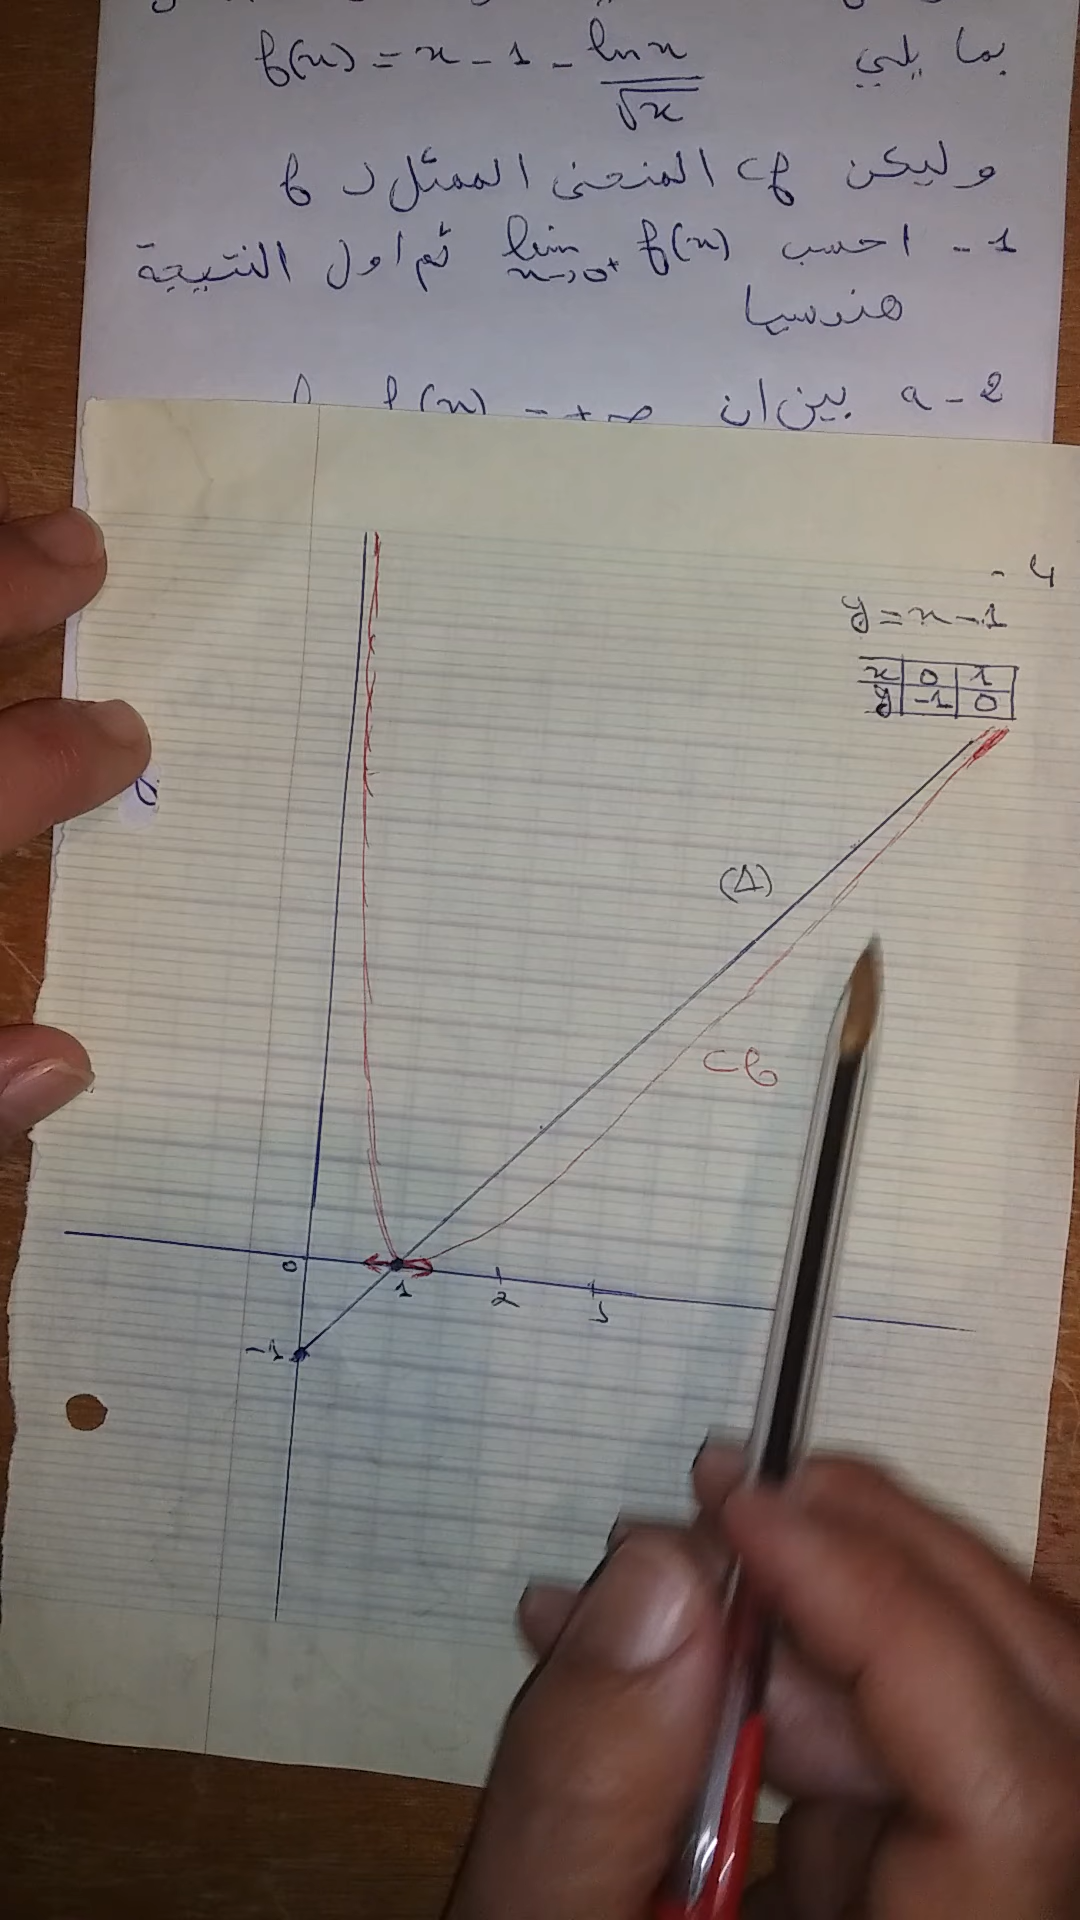 بما يلي f(x) = x - 1 - ln x / √x
وليكن Cf المنحنى الممثل لـ f
1 - احسب lim x→0+ f(x) ثم اول النتيجة
هندسيا
2 - a بين ان f(x) = +∞
4 -
y = x - 1
x 0 1
y -1 0
(Δ)
Cf
0 1 2 3
-1